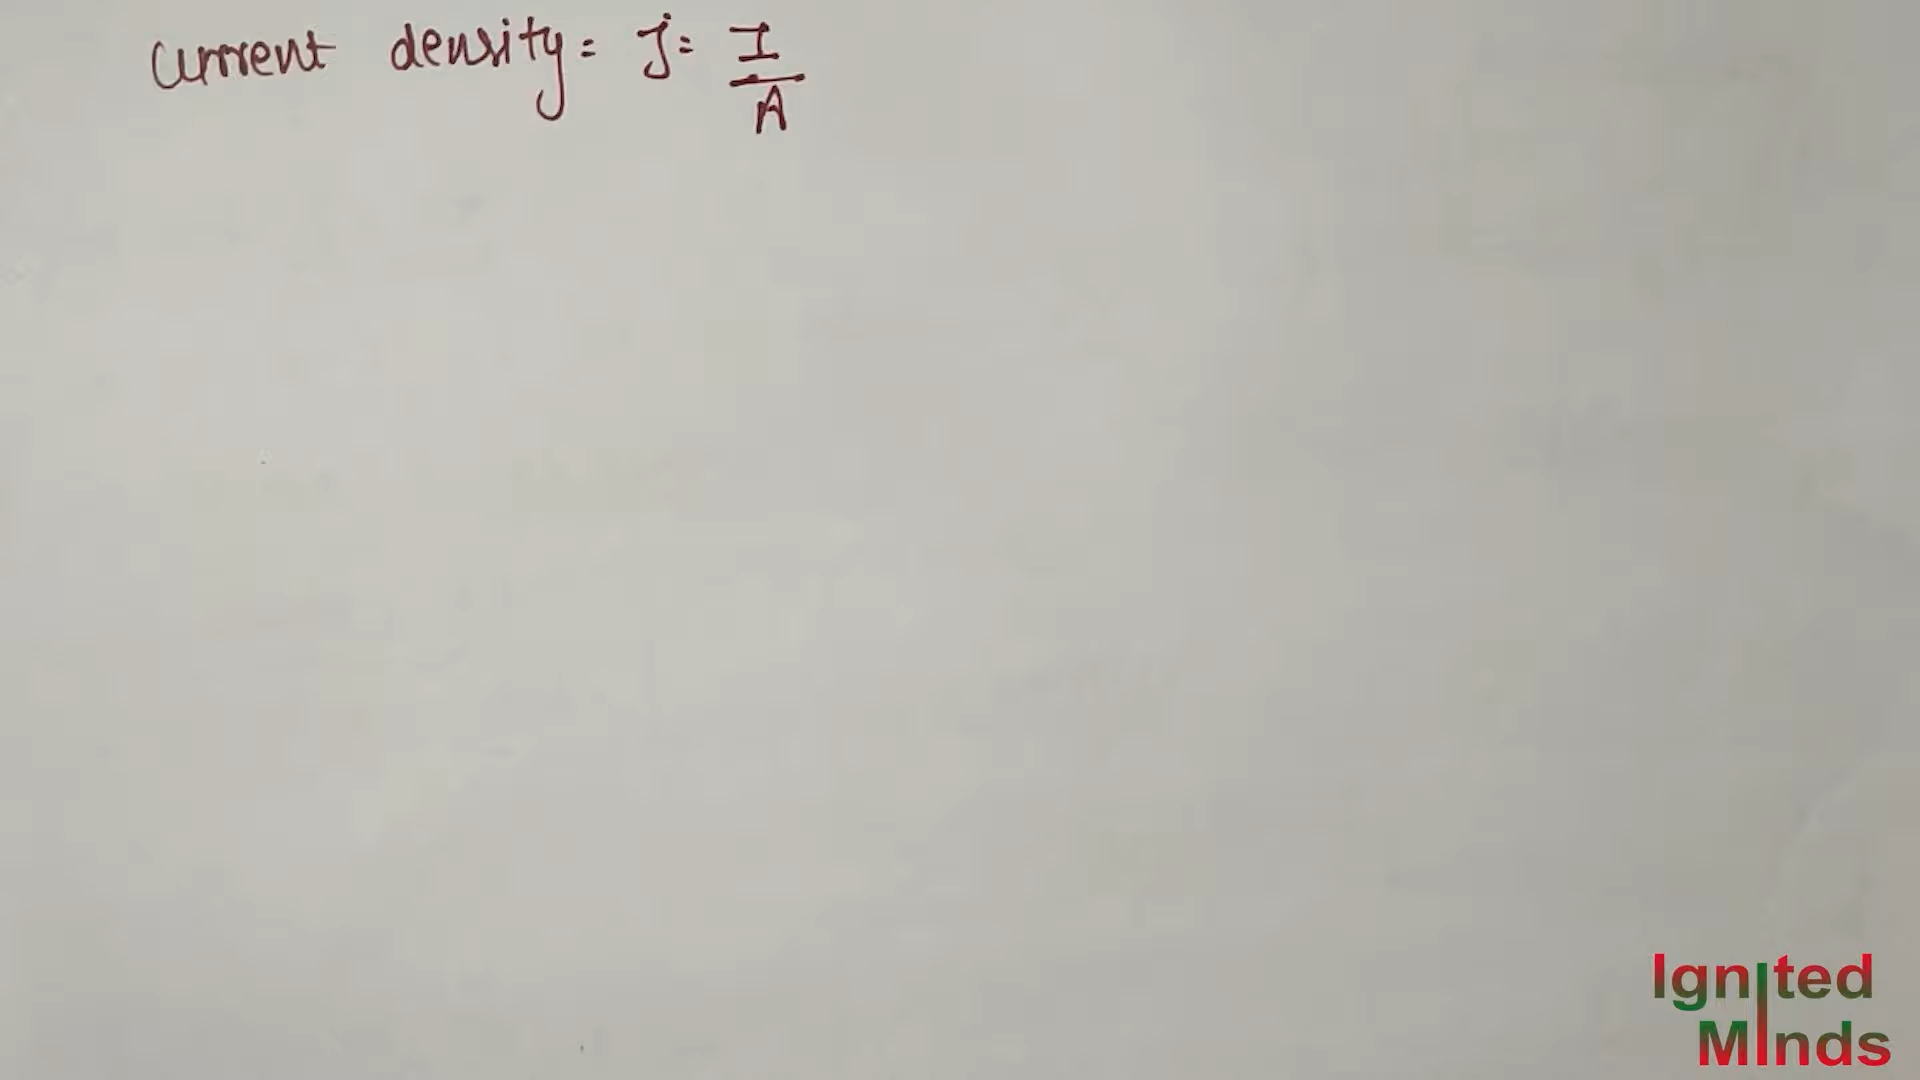 Current density = J = I/A
Ignited
Minds